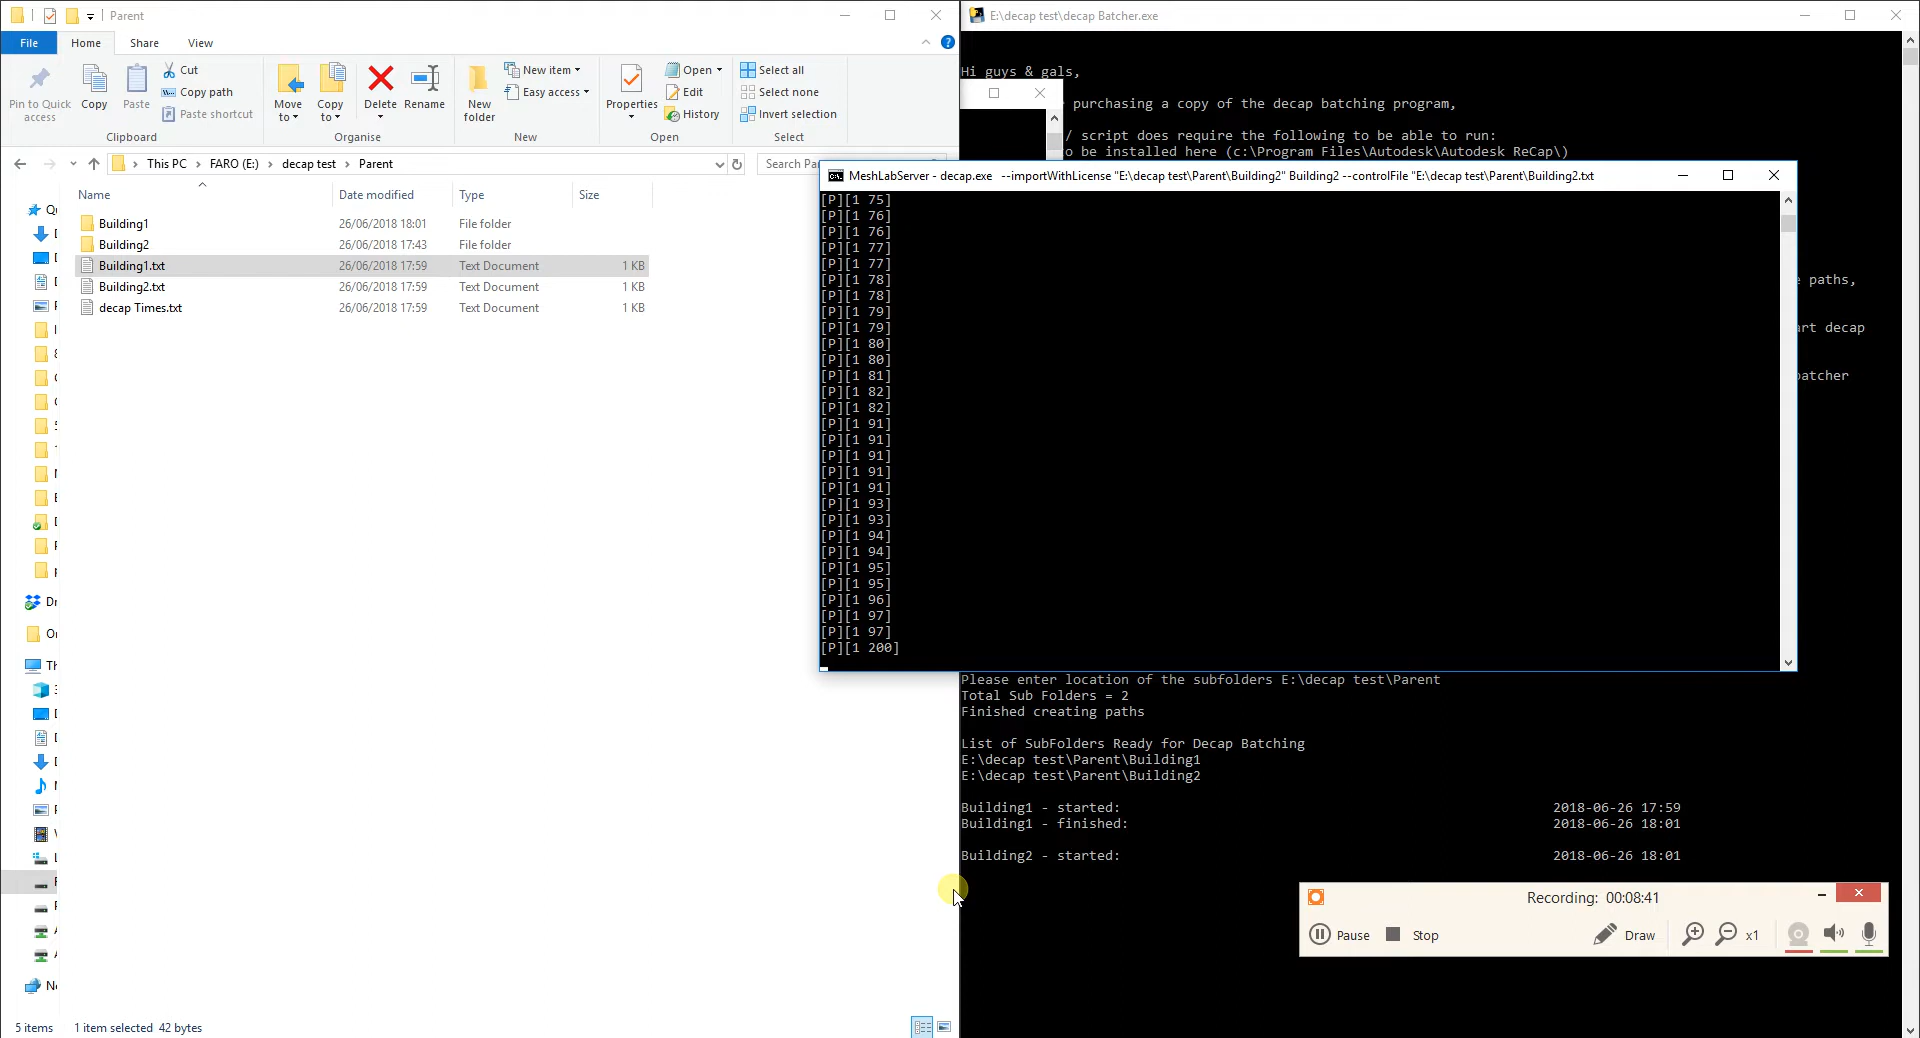 Parent
File
Home
Share
View
Pin to Quick access
Copy
Paste
Cut
Copy path
Paste shortcut
Clipboard
Move to
Copy to
Delete
Rename
Organise
New folder
New item
Easy access
New
Properties
Open
Edit
History
Open
Select all
Select none
Invert selection
Select
This PC > FARO (E:) > decap test > Parent
Name Date modified Type Size
Building1 26/06/2018 18:01 File folder
Building2 26/06/2018 17:43 File folder
Building1.txt 26/06/2018 17:59 Text Document 1 KB
Building2.txt 26/06/2018 17:59 Text Document 1 KB
decap Times.txt 26/06/2018 17:59 Text Document 1 KB
5 items 1 item selected 42 bytes
E:\decap test\decap Batcher.exe
Hi guys & gals,
purchasing a copy of the decap batching program,
/ script does require the following to be able to run:
o be installed here (c:\Program Files\Autodesk\Autodesk ReCap\)
MeshLabServer - decap.exe --importWithLicense "E:\decap test\Parent\Building2" Building2 --controlFile "E:\decap test\Parent\Building2.txt
[P][1 75]
[P][1 76]
[P][1 76]
[P][1 77]
[P][1 77]
[P][1 78]
[P][1 78]
[P][1 79]
[P][1 79]
[P][1 80]
[P][1 80]
[P][1 81]
[P][1 82]
[P][1 82]
[P][1 91]
[P][1 91]
[P][1 91]
[P][1 91]
[P][1 91]
[P][1 93]
[P][1 93]
[P][1 94]
[P][1 94]
[P][1 95]
[P][1 95]
[P][1 96]
[P][1 97]
[P][1 97]
[P][1 200]
paths,
art decap
batcher
Please enter location of the subfolders E:\decap test\Parent
Total Sub Folders = 2
Finished creating paths
List of SubFolders Ready for Decap Batching
E:\decap test\Parent\Building1
E:\decap test\Parent\Building2
Building1 - started: 2018-06-26 17:59
Building1 - finished: 2018-06-26 18:01
Building2 - started: 2018-06-26 18:01
Recording: 00:08:41
Pause
Stop
Draw
x1